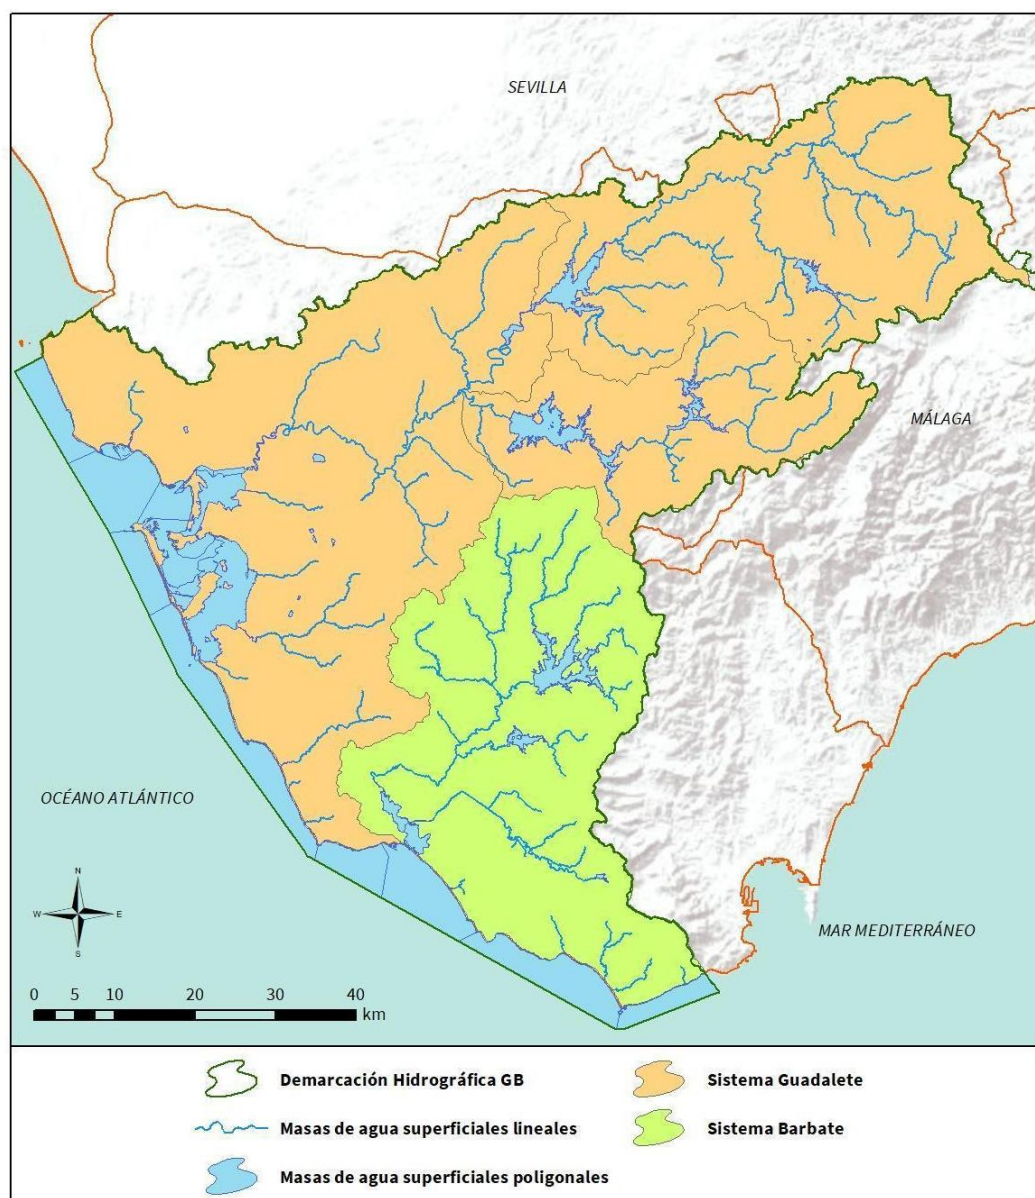 SEVILLA
MÁLAGA
OCÉANO ATLÁNTICO
MAR MEDITERRÁNEO
N
W E
S
0 5 10 20 30 40
km
Demarcación Hidrográfica GB
Sistema Guadalete
Masas de agua superficiales lineales
Sistema Barbate
Masas de agua superficiales poligonales